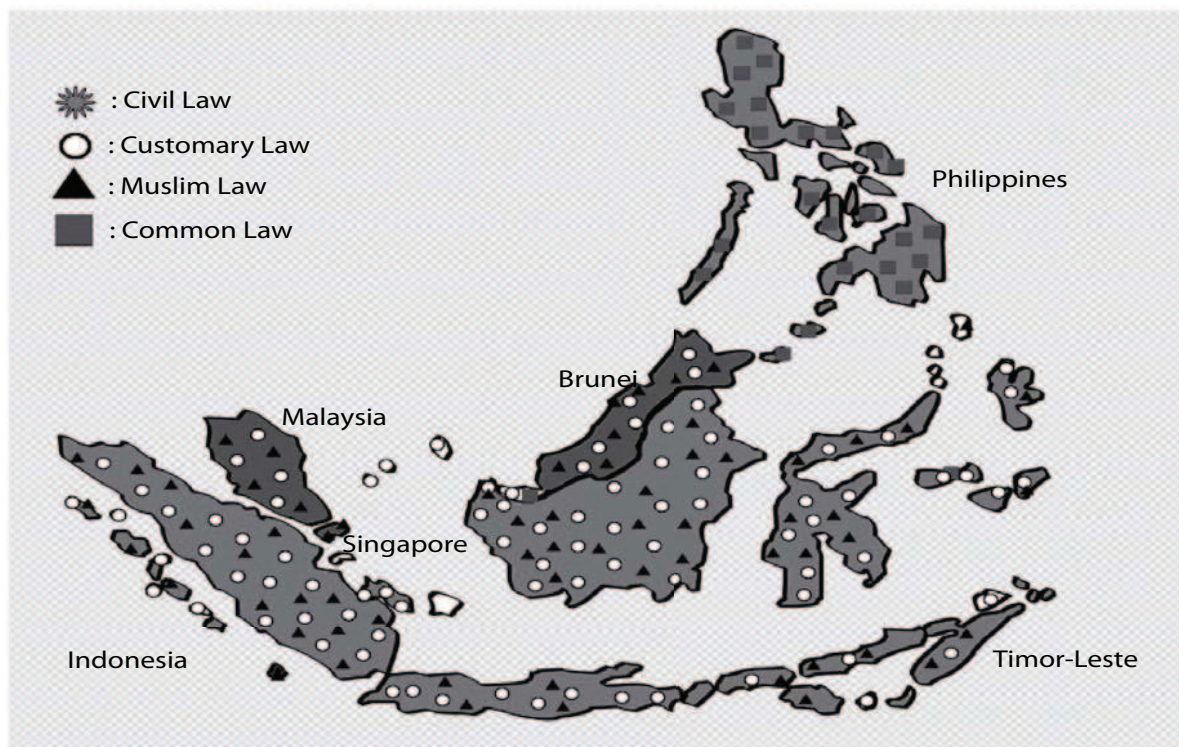 : Civil Law
: Customary Law
: Muslim Law
: Common Law
Philippines
Brunei
Malaysia
Singapore
Indonesia
Timor-Leste